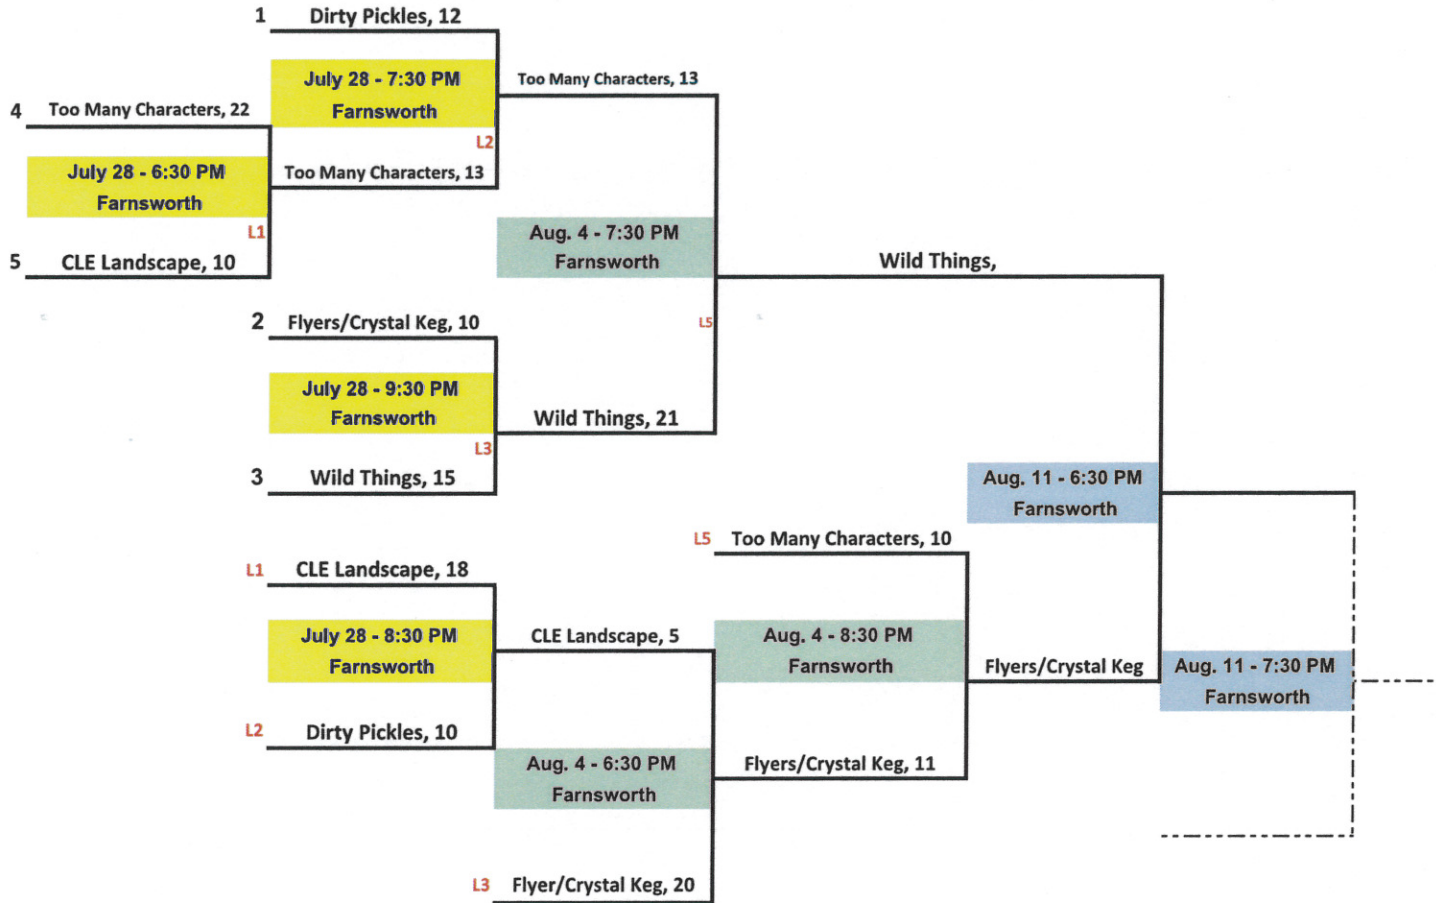 1 Dirty Pickles, 12
July 28 - 7:30 PM
Farnsworth
Too Many Characters, 13
4 Too Many Characters, 22
L2
July 28 - 6:30 PM
Farnsworth
Too Many Characters, 13
L1
5 CLE Landscape, 10
Aug. 4 - 7:30 PM
Farnsworth
Wild Things,
2 Flyers/Crystal Keg, 10
L5
July 28 - 9:30 PM
Farnsworth
Wild Things, 21
L3
3 Wild Things, 15
Aug. 11 - 6:30 PM
Farnsworth
L5 Too Many Characters, 10
L1 CLE Landscape, 18
July 28 - 8:30 PM
Farnsworth
CLE Landscape, 5
Aug. 4 - 8:30 PM
Farnsworth
Flyers/Crystal Keg
Aug. 11 - 7:30 PM
Farnsworth
L2 Dirty Pickles, 10
Aug. 4 - 6:30 PM
Farnsworth
Flyers/Crystal Keg, 11
L3 Flyer/Crystal Keg, 20